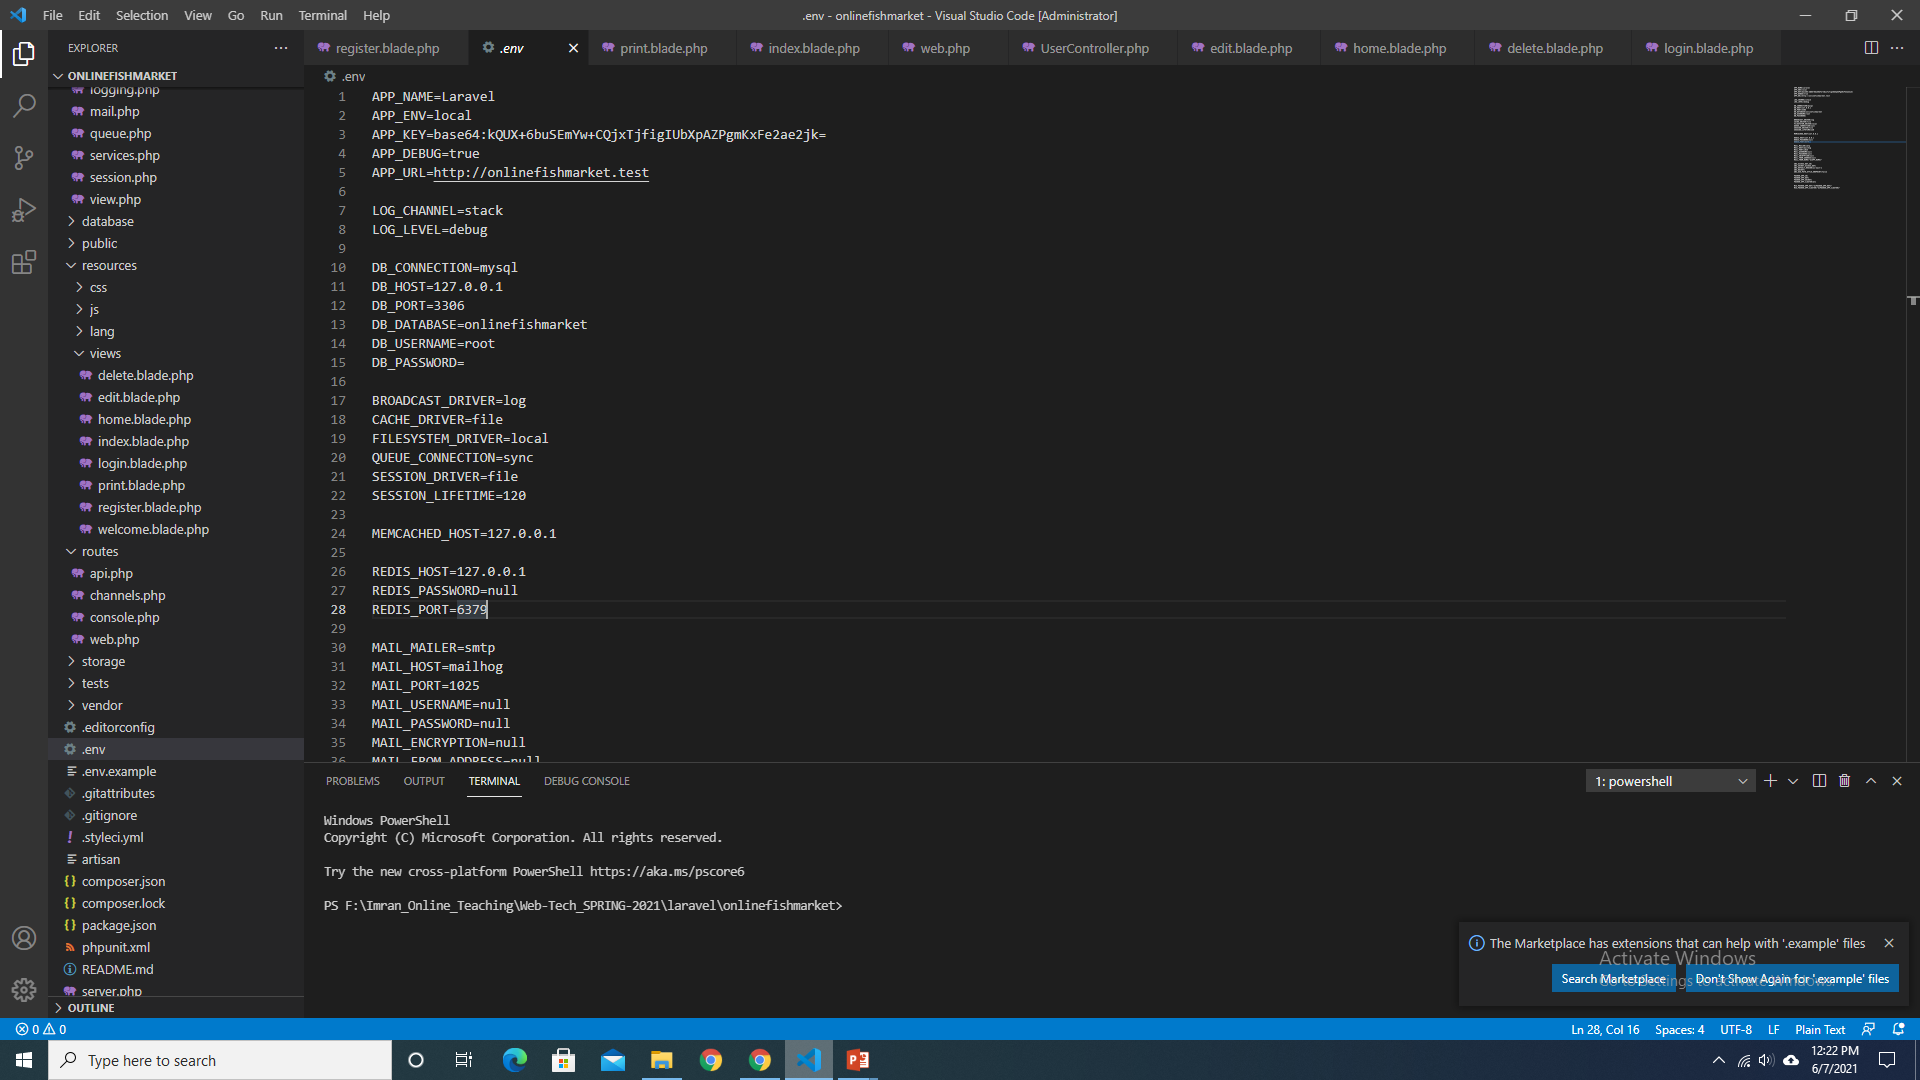 File Edit Selection View Go Run Terminal Help
.env - onlinefishmarket - Visual Studio Code [Administrator]
EXPLORER
register.blade.php
.env
print.blade.php
index.blade.php
web.php
UserController.php
edit.blade.php
home.blade.php
delete.blade.php
login.blade.php
ONLINEFISHMARKET
logging.php
mail.php
queue.php
services.php
session.php
view.php
database
public
resources
css
js
lang
views
delete.blade.php
edit.blade.php
home.blade.php
index.blade.php
login.blade.php
print.blade.php
register.blade.php
welcome.blade.php
routes
api.php
channels.php
console.php
web.php
storage
tests
vendor
.editorconfig
.env
.env.example
.gitattributes
.gitignore
.styleci.yml
artisan
composer.json
composer.lock
package.json
phpunit.xml
README.md
server.php
OUTLINE
.env
1 APP_NAME=Laravel
2 APP_ENV=local
3 APP_KEY=base64:kQUX+6buSEmYw+CQjxTjfigIUbXpAZPgmKxFe2ae2jk=
4 APP_DEBUG=true
5 APP_URL=http://onlinefishmarket.test
6
7 LOG_CHANNEL=stack
8 LOG_LEVEL=debug
9
10 DB_CONNECTION=mysql
11 DB_HOST=127.0.0.1
12 DB_PORT=3306
13 DB_DATABASE=onlinefishmarket
14 DB_USERNAME=root
15 DB_PASSWORD=
16
17 BROADCAST_DRIVER=log
18 CACHE_DRIVER=file
19 FILESYSTEM_DRIVER=local
20 QUEUE_CONNECTION=sync
21 SESSION_DRIVER=file
22 SESSION_LIFETIME=120
23
24 MEMCACHED_HOST=127.0.0.1
25
26 REDIS_HOST=127.0.0.1
27 REDIS_PASSWORD=null
28 REDIS_PORT=6379
29
30 MAIL_MAILER=smtp
31 MAIL_HOST=mailhog
32 MAIL_PORT=1025
33 MAIL_USERNAME=null
34 MAIL_PASSWORD=null
35 MAIL_ENCRYPTION=null
36 MAIL_FROM_ADDRESS=null
PROBLEMS OUTPUT TERMINAL DEBUG CONSOLE
1: powershell
Windows PowerShell
Copyright (C) Microsoft Corporation. All rights reserved.
Try the new cross-platform PowerShell https://aka.ms/pscore6
PS F:\Imran_Online_Teaching\Web-Tech_SPRING-2021\laravel\onlinefishmarket>
The Marketplace has extensions that can help with '.example' files
Activate Windows
Go to Settings to activate Windows.
Search Marketplace
Don't Show Again for '.example' files
0 0
Ln 28, Col 16 Spaces: 4 UTF-8 LF Plain Text
Type here to search
12:22 PM
6/7/2021